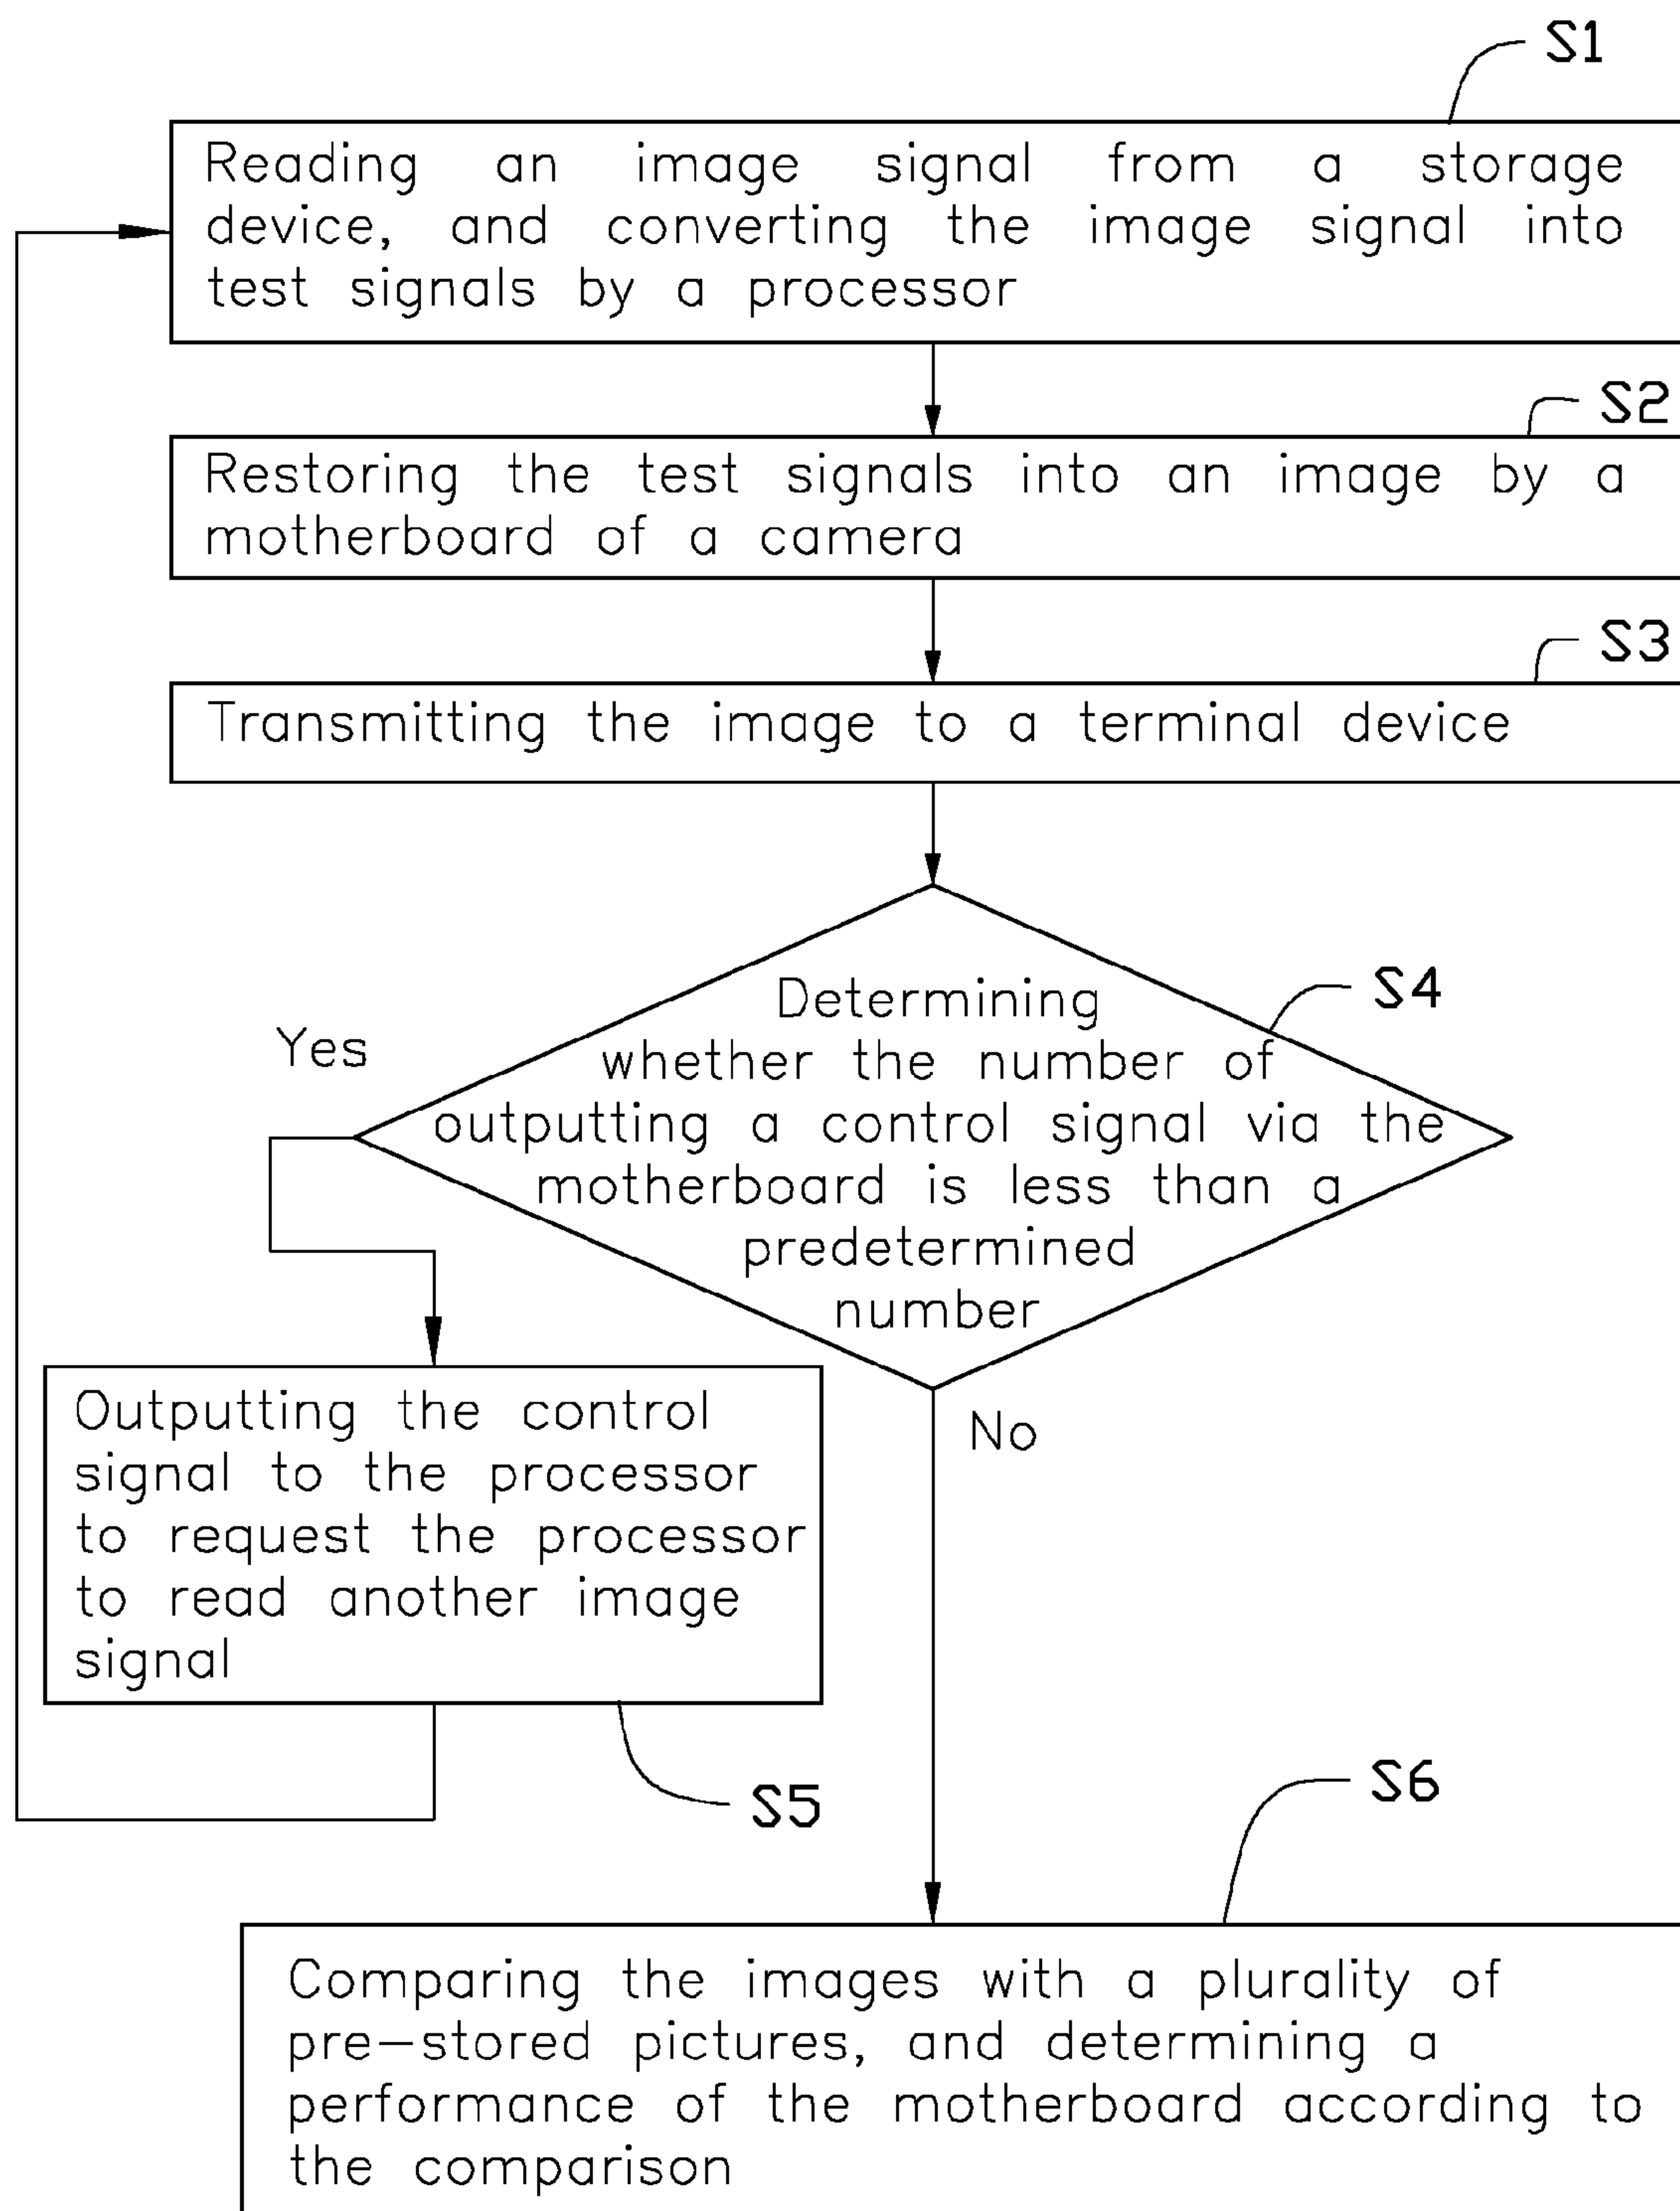 S1
Reading an image signal from a storage
device, and converting the image signal into
test signals by a processor
S2
Restoring the test signals into an image by a
motherboard of a camera
S3
Transmitting the image to a terminal device
S4
Determining
whether the number of
outputting a control signal via the
motherboard is less than a
predetermined
number
Yes
Outputting the control
signal to the processor
to request the processor
to read another image
signal
S5
No
S6
Comparing the images with a plurality of
pre-stored pictures, and determining a
performance of the motherboard according to
the comparison